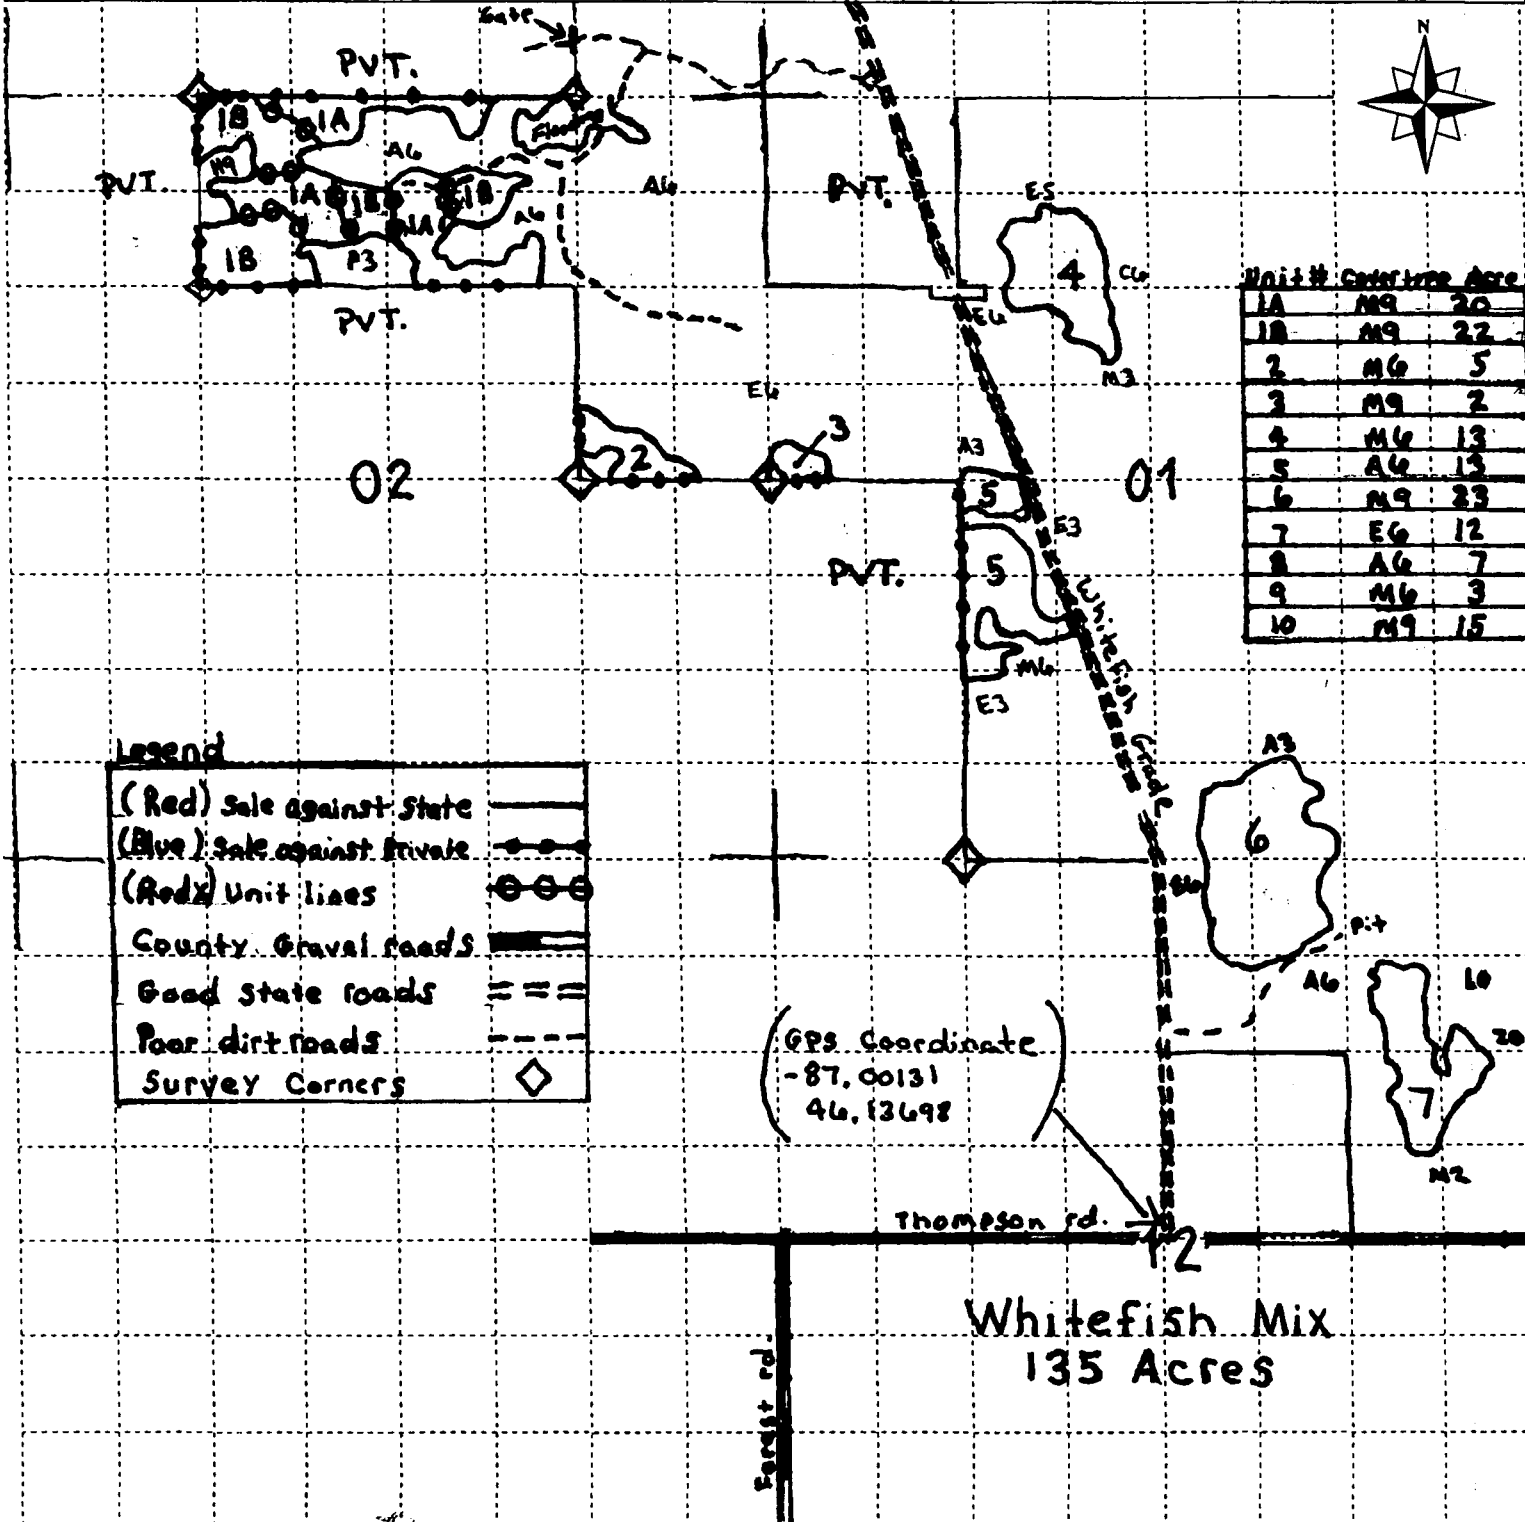 Gate
N
PVT.
1B
1A
Flooding
M9
A6
PVT.
A6
PVT.
1A
1B
1B
A6
1A
E5
1B
P3
4
C6
PVT.
E6
M3
Unit# Covertype Acre
1A M9 20
1B M9 22
2 M6 5
3 M9 2
4 M6 13
5 A6 13
6 M9 23
7 E6 12
8 A6 7
9 M6 3
10 M9 15
E6
3
A3
02
2
01
5
E3
PVT.
5
Whitefish Grade
M6
E3
Legend
(Red) Sale against State
(Blue) Sale against Private
(Redx) Unit lines
County Gravel roads
Good State roads
Poor dirt roads
Survey Corners
A3
6
Pit
A6
10
20
7
M2
GPS Coordinate
-87.00131
46.13698
Thompson rd.
12
Forest rd.
Whitefish Mix
135 Acres